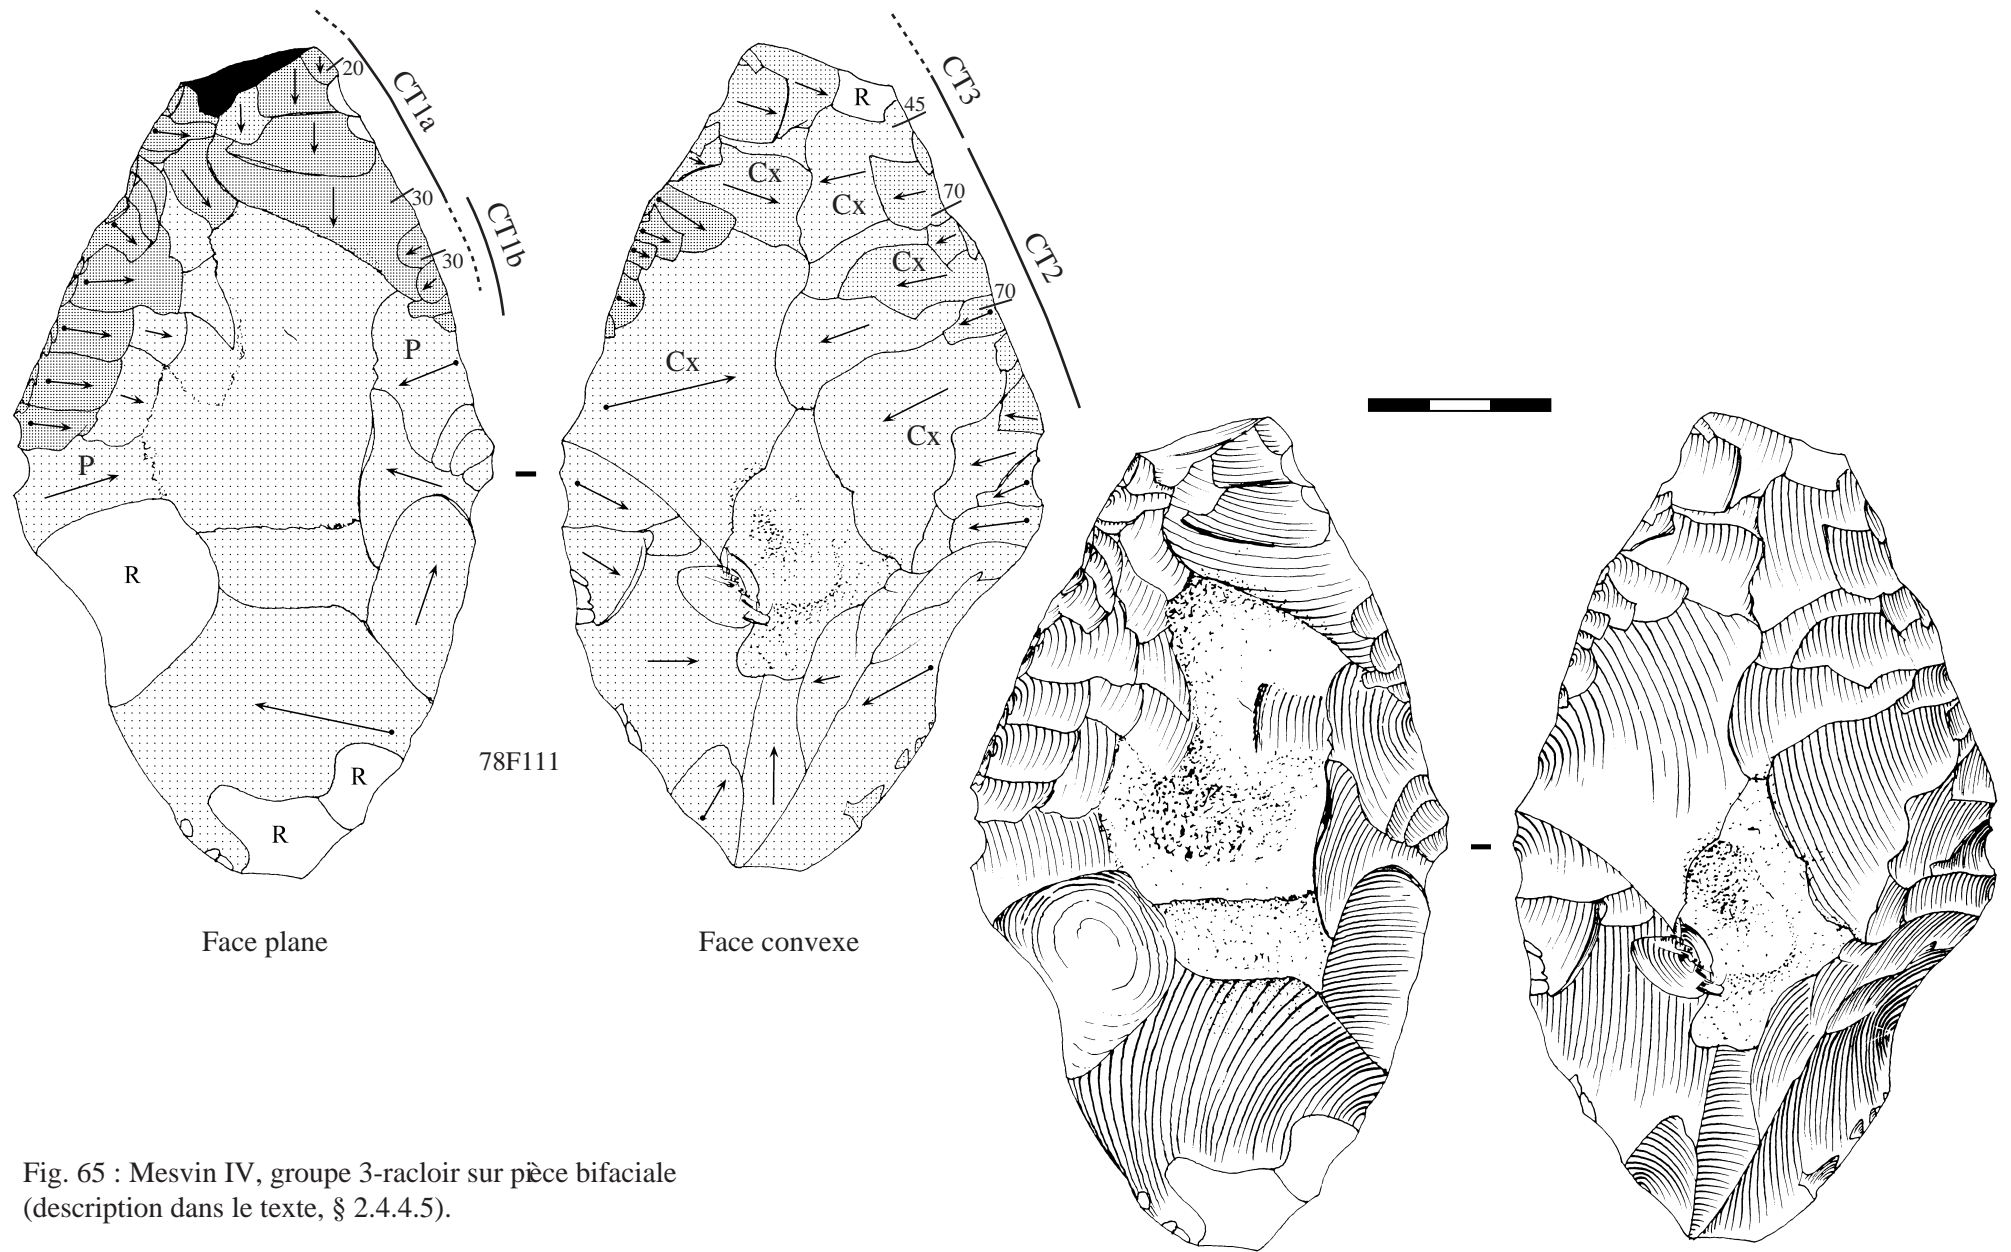 20
CT1a
30
CT1b
30
P
P
R
R
R
Face plane
CT3
R
45
Cx
Cx
70
CT2
Cx
70
Cx
Cx
78F111
Face convexe
Fig. 65 : Mesvin IV, groupe 3-racloir sur pièce bifaciale
(description dans le texte, § 2.4.4.5).